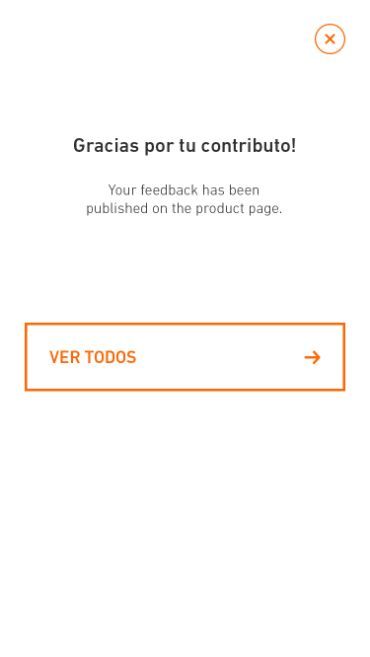 Gracias por tu contributo!
Your feedback has been
published on the product page.
VER TODOS